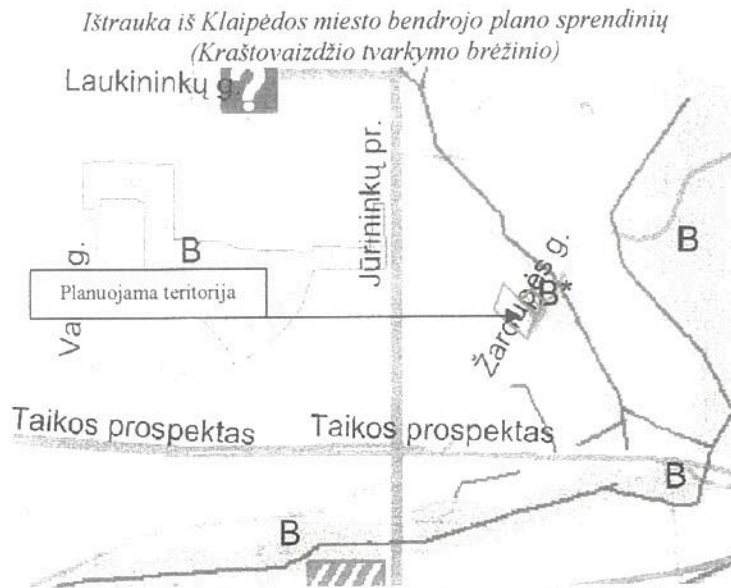 Ištrauka iš Klaipėdos miesto bendrojo plano sprendinių
(Kraštovaizdžio tvarkymo brėžinio)
Laukininkų g.
?
Jūrininkų pr.
B
B
g.
Planuojama teritorija
Va
B*
Žardupės g.
Taikos prospektas
Taikos prospektas
B
B